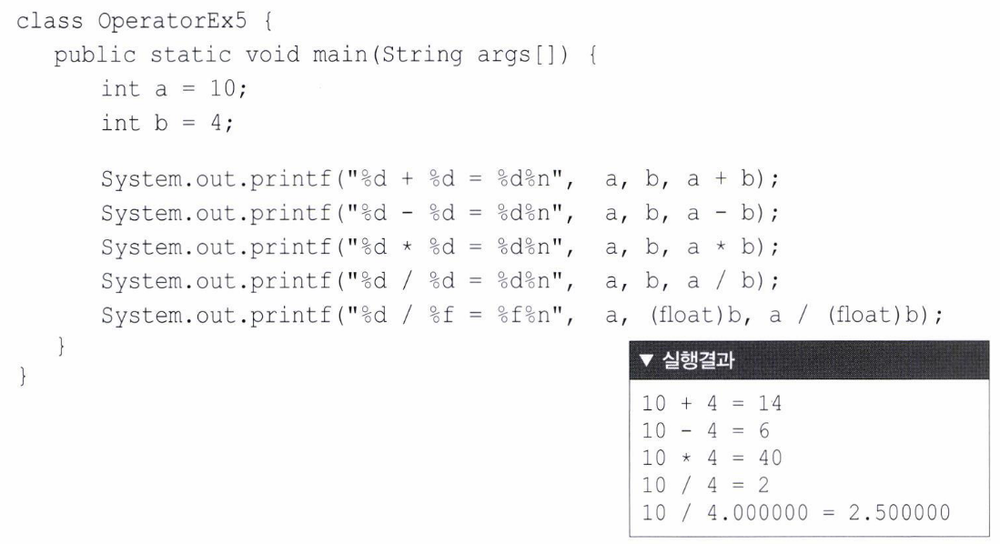 class OperatorEx5 {
public static void main(String args[]) {
int a = 10;
int b = 4;
System.out.printf("%d + %d = %d%n", a, b, a + b);
System.out.printf("%d - %d = %d%n", a, b, a - b);
System.out.printf("%d * %d = %d%n", a, b, a * b);
System.out.printf("%d / %d = %d%n", a, b, a / b);
System.out.printf("%d / %f = %f%n", a, (float)b, a / (float)b);
}
}
▼ 실행결과
10 + 4 = 14
10 - 4 = 6
10 * 4 = 40
10 / 4 = 2
10 / 4.000000 = 2.500000